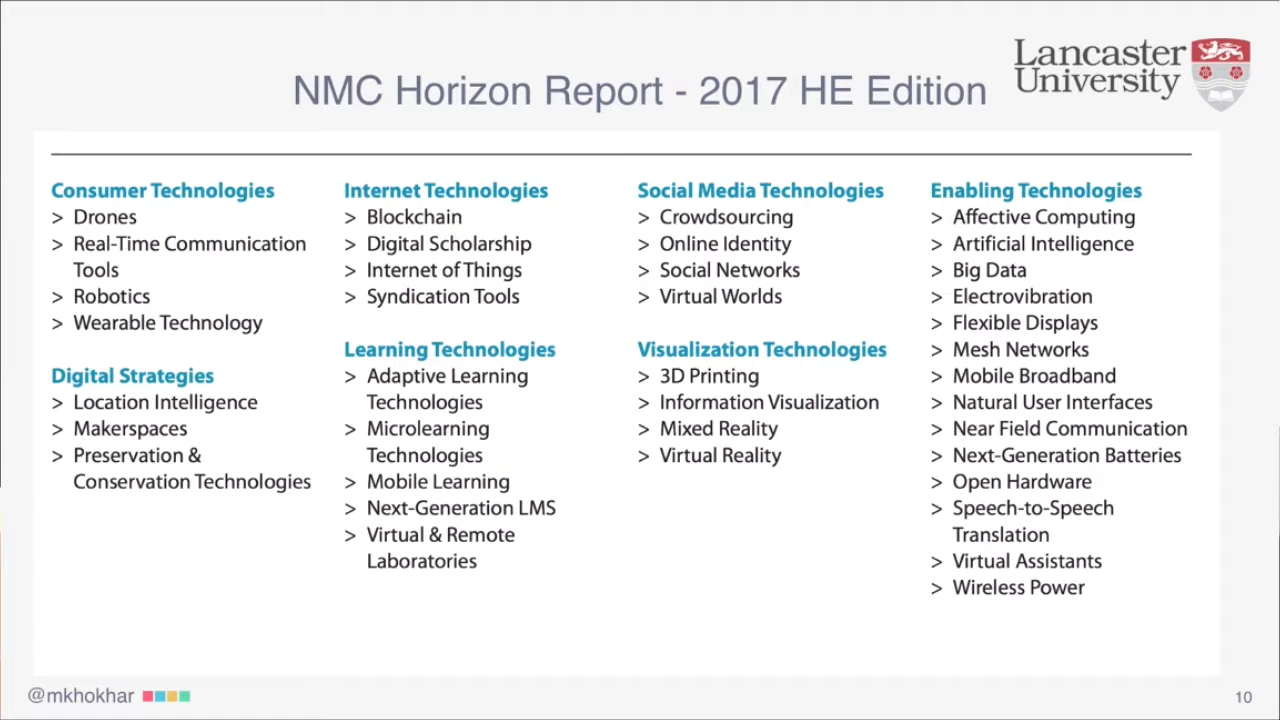 NMC Horizon Report - 2017 HE Edition
Lancaster
University
Consumer Technologies
> Drones
> Real-Time Communication
Tools
> Robotics
> Wearable Technology
Digital Strategies
> Location Intelligence
> Makerspaces
> Preservation &
Conservation Technologies
Internet Technologies
> Blockchain
> Digital Scholarship
> Internet of Things
> Syndication Tools
Learning Technologies
> Adaptive Learning
Technologies
> Microlearning
Technologies
> Mobile Learning
> Next-Generation LMS
> Virtual & Remote
Laboratories
Social Media Technologies
> Crowdsourcing
> Online Identity
> Social Networks
> Virtual Worlds
Visualization Technologies
> 3D Printing
> Information Visualization
> Mixed Reality
> Virtual Reality
Enabling Technologies
> Affective Computing
> Artificial Intelligence
> Big Data
> Electrovibration
> Flexible Displays
> Mesh Networks
> Mobile Broadband
> Natural User Interfaces
> Near Field Communication
> Next-Generation Batteries
> Open Hardware
> Speech-to-Speech
Translation
> Virtual Assistants
> Wireless Power
@mkhokhar
10